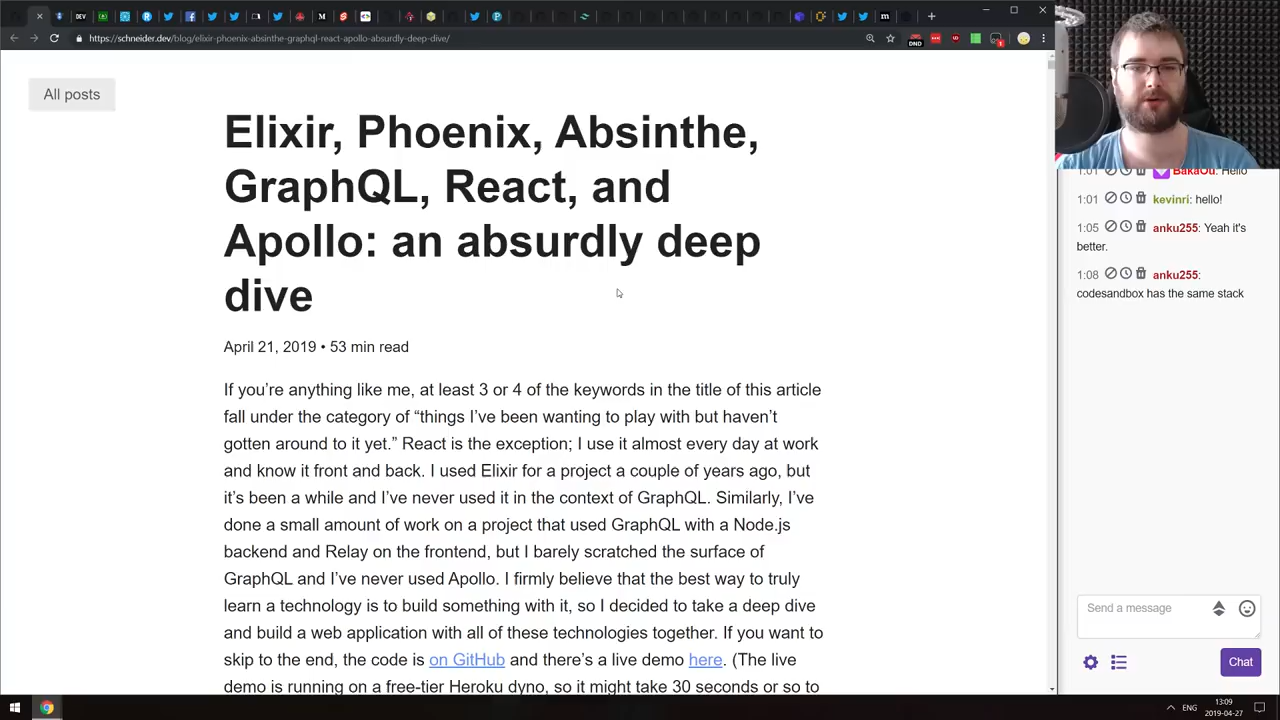 DEV
https://schneider.dev/blog/elixir-phoenix-absinthe-graphql-react-apollo-absurdly-deep-dive/
DND
All posts
Elixir, Phoenix, Absinthe,
GraphQL, React, and
Apollo: an absurdly deep
dive
April 21, 2019 • 53 min read
If you’re anything like me, at least 3 or 4 of the keywords in the title of this article
fall under the category of “things I’ve been wanting to play with but haven’t
gotten around to it yet.” React is the exception; I use it almost every day at work
and know it front and back. I used Elixir for a project a couple of years ago, but
it’s been a while and I’ve never used it in the context of GraphQL. Similarly, I’ve
done a small amount of work on a project that used GraphQL with a Node.js
backend and Relay on the frontend, but I barely scratched the surface of
GraphQL and I’ve never used Apollo. I firmly believe that the best way to truly
learn a technology is to build something with it, so I decided to take a deep dive
and build a web application with all of these technologies together. If you want to
skip to the end, the code is on GitHub and there’s a live demo here. (The live
demo is running on a free-tier Heroku dyno, so it might take 30 seconds or so to
1:01 BakaOu: Hello
1:01 kevinri: hello!
1:05 anku255: Yeah it's
better.
1:08 anku255:
codesandbox has the same stack
Send a message
Chat
ENG
13:09
2019-04-27